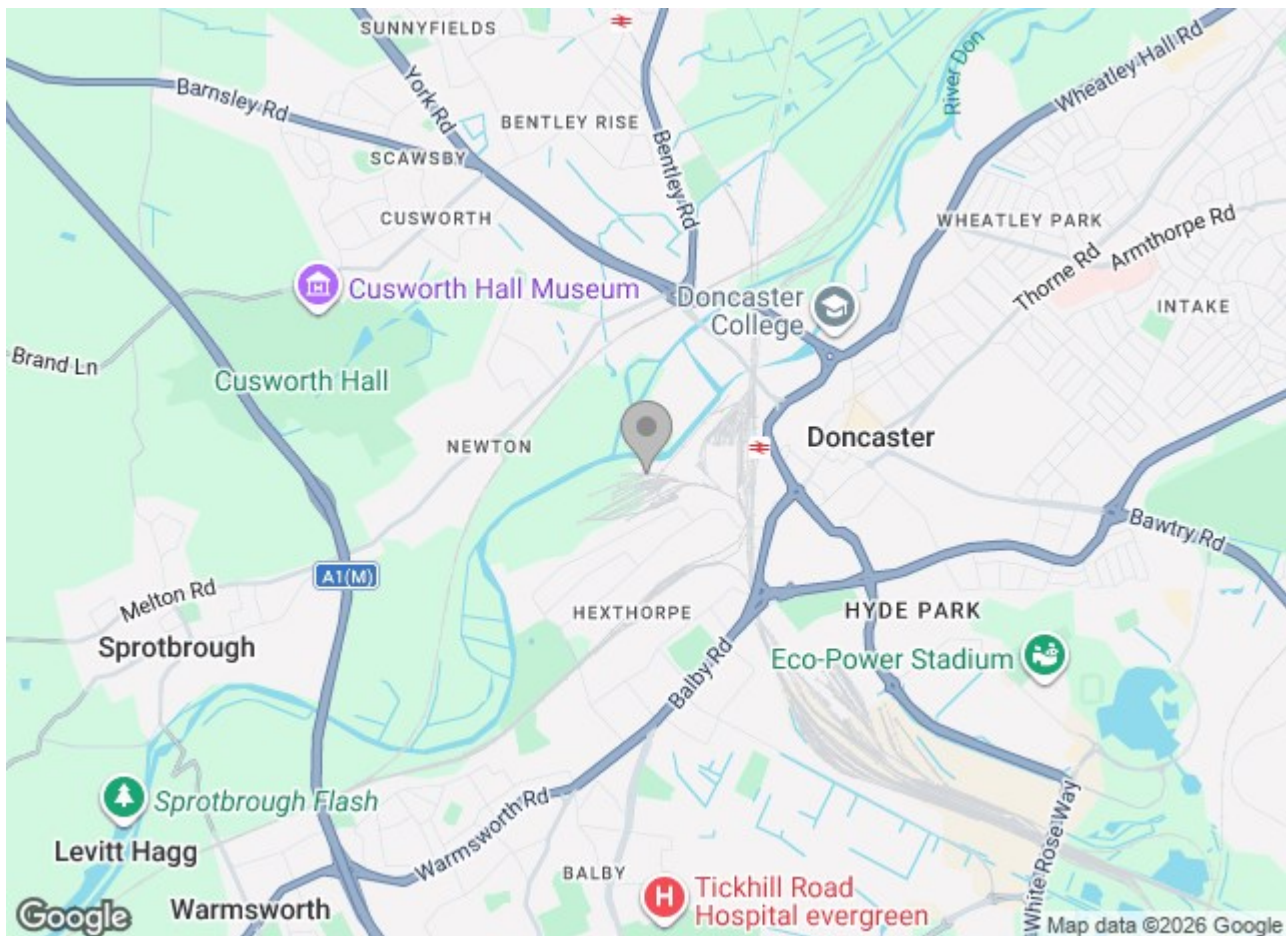 SUNNYFIELDS
River Don
Wheatley Hall Rd
Barnsley Rd
York Rd
BENTLEY RISE
SCAWSBY
Bentley Rd
CUSWORTH
WHEATLEY PARK
Armthorpe Rd
Thorne Rd
Cusworth Hall Museum
Doncaster
College
INTAKE
Brand Ln
Cusworth Hall
NEWTON
Doncaster
Bawtry Rd
A1(M)
Melton Rd
HEXTHORPE
HYDE PARK
Sprotbrough
Eco-Power Stadium
Balby Rd
Sprotbrough Flash
Warmsworth Rd
White Rose Way
Levitt Hagg
BALBY
H
Tickhill Road
Hospital evergreen
Warmsworth
Google
Map data ©2026 Google